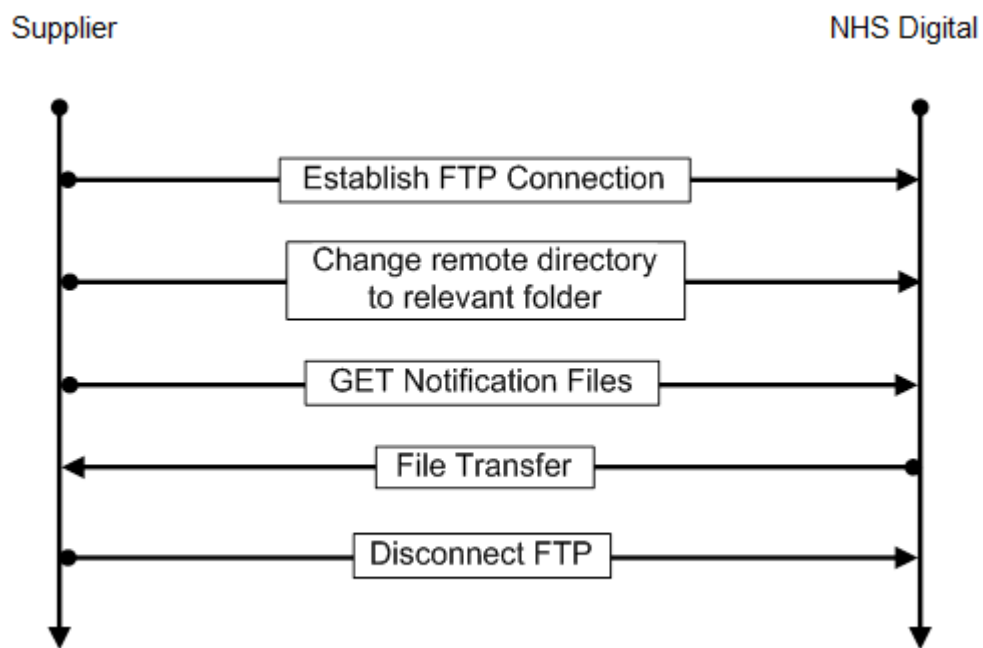 Supplier
NHS Digital
Establish FTP Connection
Change remote directory
to relevant folder
GET Notification Files
File Transfer
Disconnect FTP